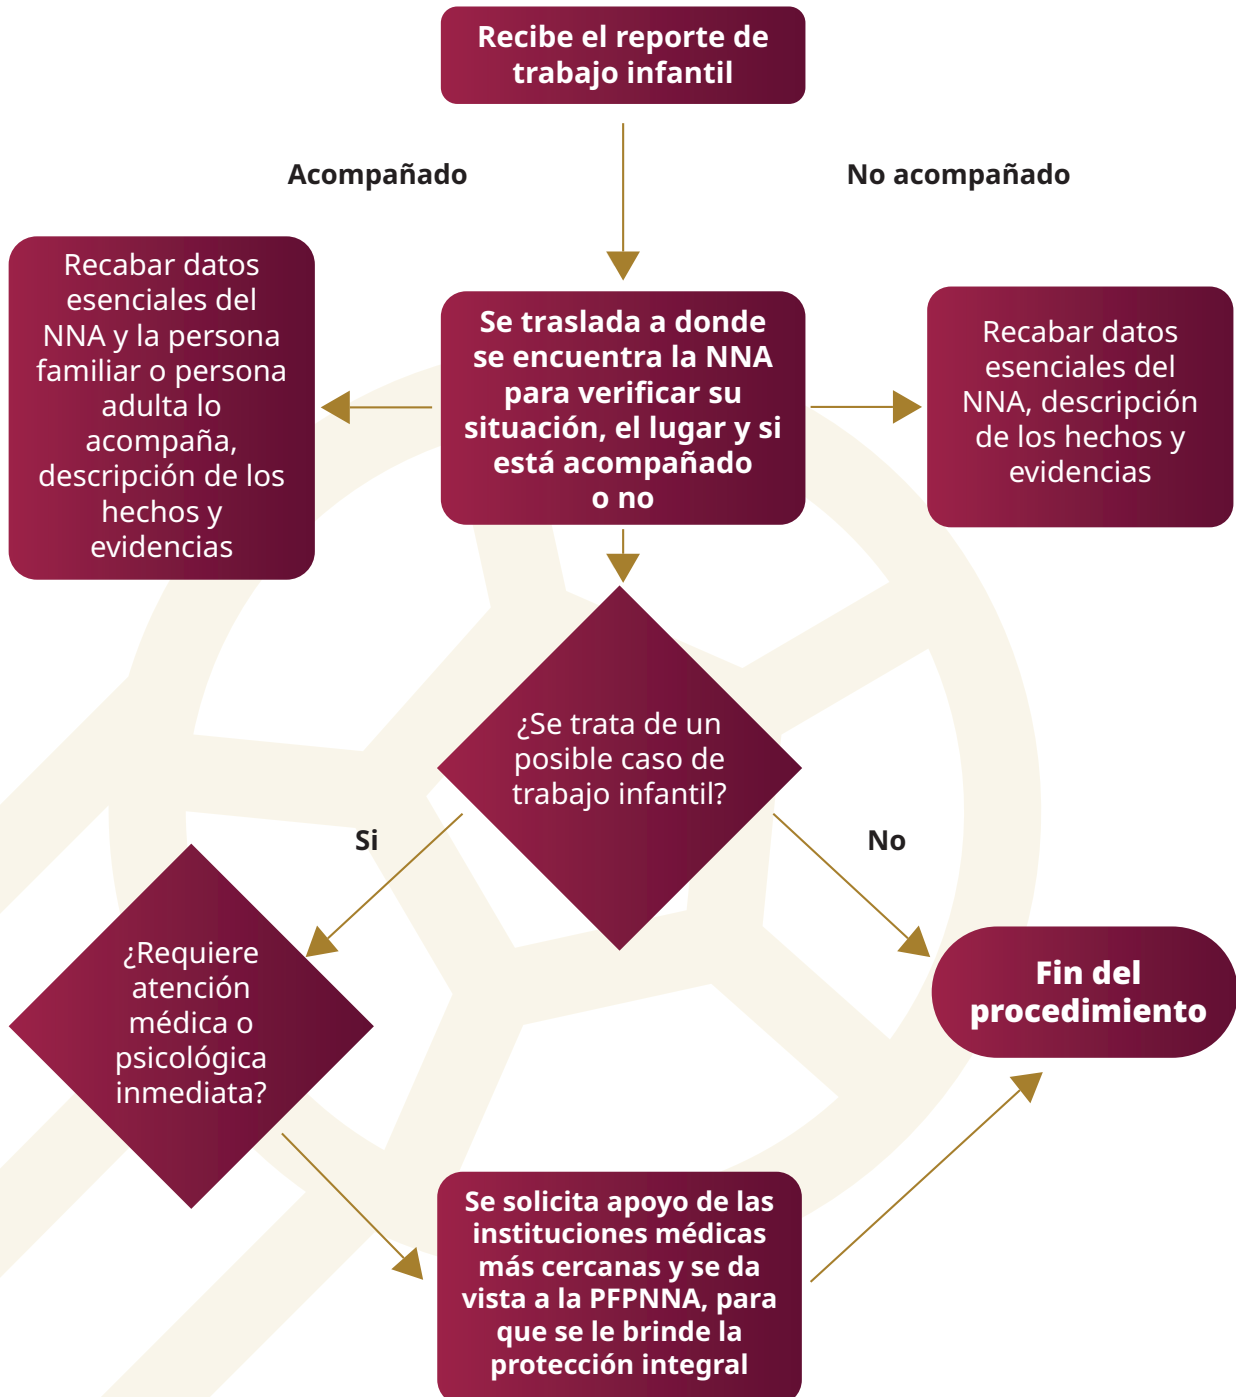 Recibe el reporte de
trabajo infantil
Acompañado
No acompañado
Recabar datos
esenciales del
NNA y la persona
familiar o persona
adulta lo
acompaña,
descripción de los
hechos y
evidencias
Se traslada a donde
se encuentra la NNA
para verificar su
situación, el lugar y si
está acompañado
o no
Recabar datos
esenciales del
NNA, descripción
de los hechos y
evidencias
¿Se trata de un
posible caso de
trabajo infantil?
Si
No
¿Requiere
atención
médica o
psicológica
inmediata?
Fin del
procedimiento
Se solicita apoyo de las
instituciones médicas
más cercanas y se da
vista a la PFPNNA, para
que se le brinde la
protección integral